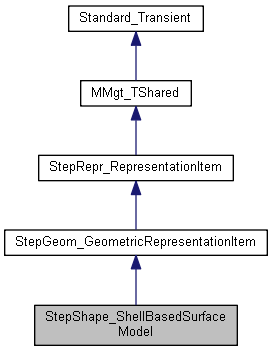 Standard_Transient
MMgt_TShared
StepRepr_RepresentationItem
StepGeom_GeometricRepresentationItem
StepShape_ShellBasedSurface
Model